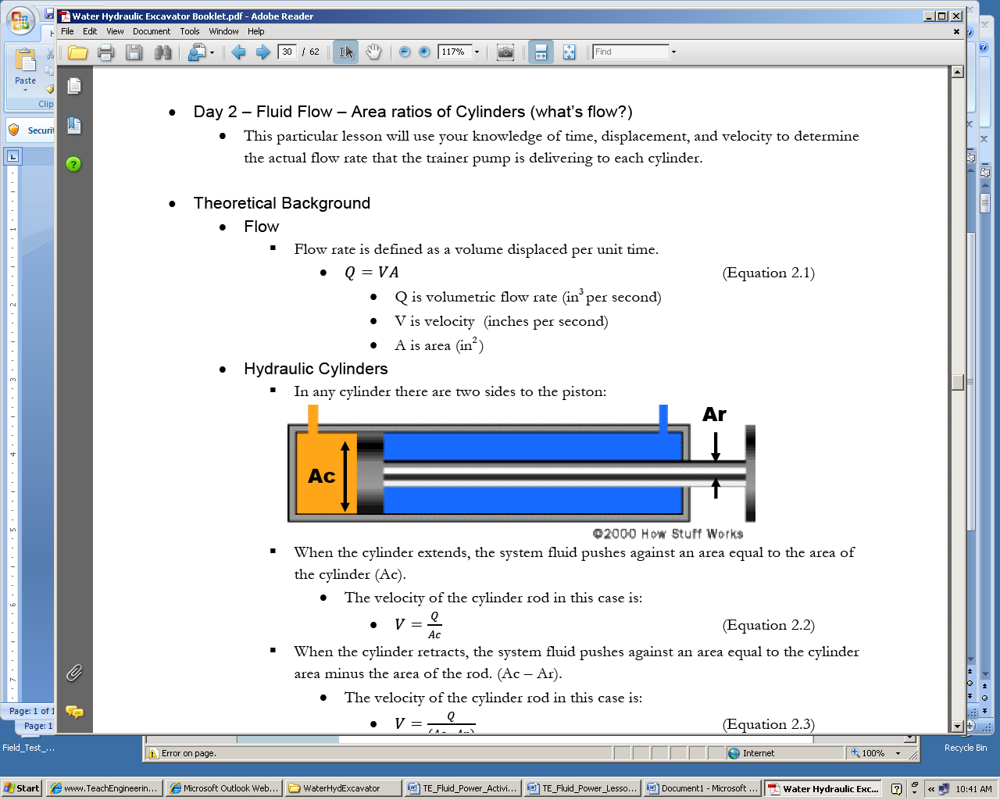 Water Hydraulic Excavator Booklet.pdf - Adobe Reader
File Edit View Document Tools Window Help
30 / 62 117% Find
Paste
Clip
Securit
• Day 2 – Fluid Flow – Area ratios of Cylinders (what's flow?)
• This particular lesson will use your knowledge of time, displacement, and velocity to determine
the actual flow rate that the trainer pump is delivering to each cylinder.
• Theoretical Background
• Flow
▪ Flow rate is defined as a volume displaced per unit time.
• Q = VA (Equation 2.1)
• Q is volumetric flow rate (in³ per second)
• V is velocity (inches per second)
• A is area (in²)
• Hydraulic Cylinders
▪ In any cylinder there are two sides to the piston:
Ar
Ac
©2000 How Stuff Works
▪ When the cylinder extends, the system fluid pushes against an area equal to the area of
the cylinder (Ac).
• The velocity of the cylinder rod in this case is:
• V = Q/Ac (Equation 2.2)
▪ When the cylinder retracts, the system fluid pushes against an area equal to the cylinder
area minus the area of the rod. (Ac – Ar).
• The velocity of the cylinder rod in this case is:
• V = Q/(Ac-Ar) (Equation 2.3)
L
1
2
3
4
5
6
7
Page: 1 of 1
Page: 1
Field_Test_...
Recycle Bin
Error on page. Internet 100%
Start www.TeachEngineerin... Microsoft Outlook Web... WaterHydExcavator TE_Fluid_Power_Activi... TE_Fluid_Power_Lesso... Document1 - Microsoft ... Water Hydraulic Exc... 10:41 AM